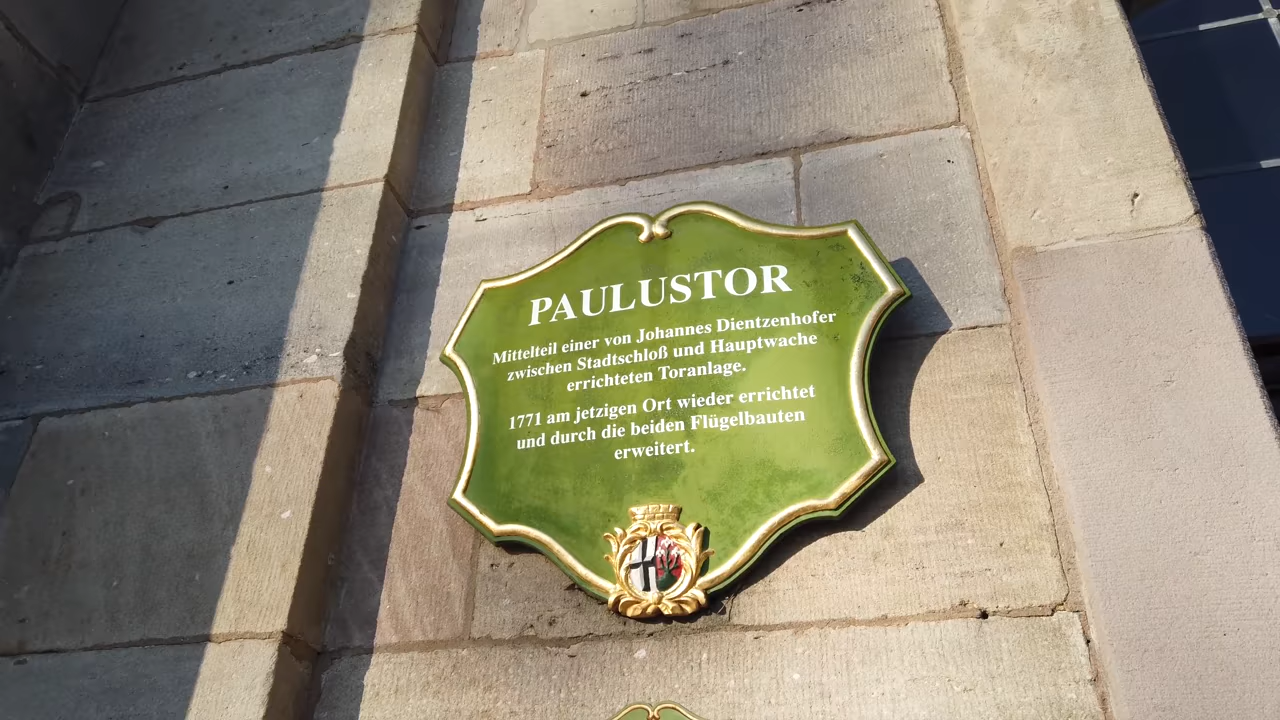 PAULUSTOR
Mittelteil einer von Johannes Dientzenhofer
zwischen Stadtschloß und Hauptwache
errichteten Toranlage.
1771 am jetzigen Ort wieder errichtet
und durch die beiden Flügelbauten
erweitert.